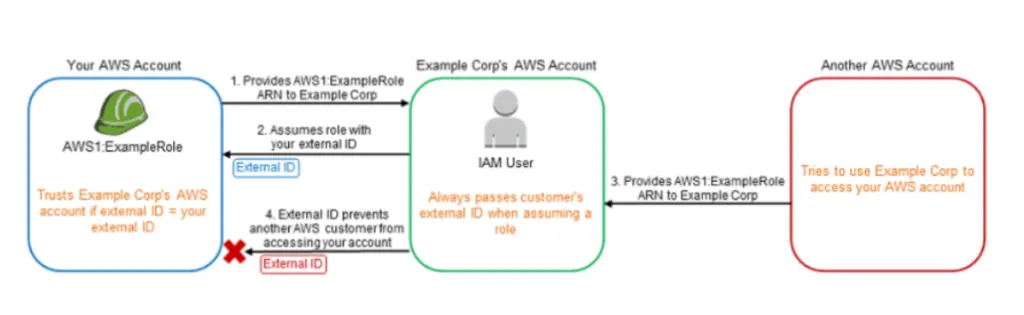 Your AWS Account
AWS1:ExampleRole
Trusts Example Corp's AWS
account if external ID = your
external ID
1. Provides AWS1:ExampleRole
ARN to Example Corp
2. Assumes role with
your external ID
External ID
4. External ID prevents
another AWS customer from
accessing your account
External ID
Example Corp's AWS Account
IAM User
Always passes customer's
external ID when assuming a
role
3. Provides AWS1:ExampleRole
ARN to Example Corp
Another AWS Account
Tries to use Example Corp to
access your AWS account